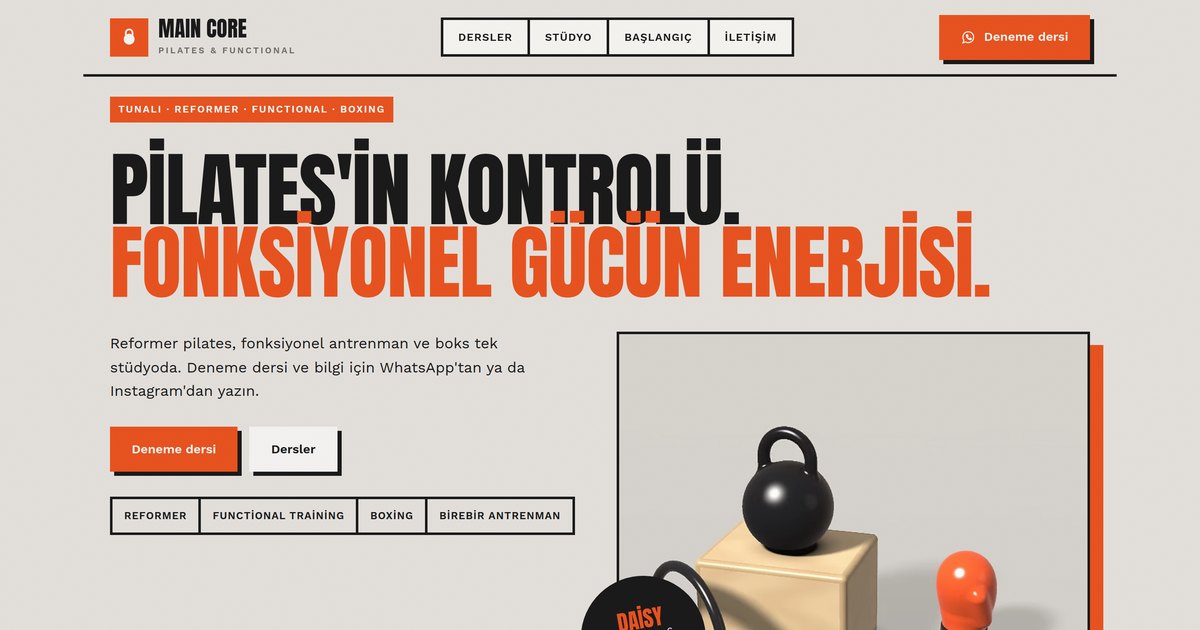 MAIN CORE
PILATES & FUNCTIONAL
DERSLER
STÜDYO
BAŞLANGIÇ
İLETİŞİM
Deneme dersi
TUNALI · REFORMER · FUNCTIONAL · BOXING
PİLATES'İN KONTROLÜ.
FONKSİYONEL GÜCÜN ENERJİSİ.
Reformer pilates, fonksiyonel antrenman ve boks tek
stüdyoda. Deneme dersi ve bilgi için WhatsApp'tan ya da
Instagram'dan yazın.
Deneme dersi
Dersler
REFORMER
FUNCTİONAL TRAİNİNG
BOXİNG
BİREBİR ANTRENMAN
DAİSY